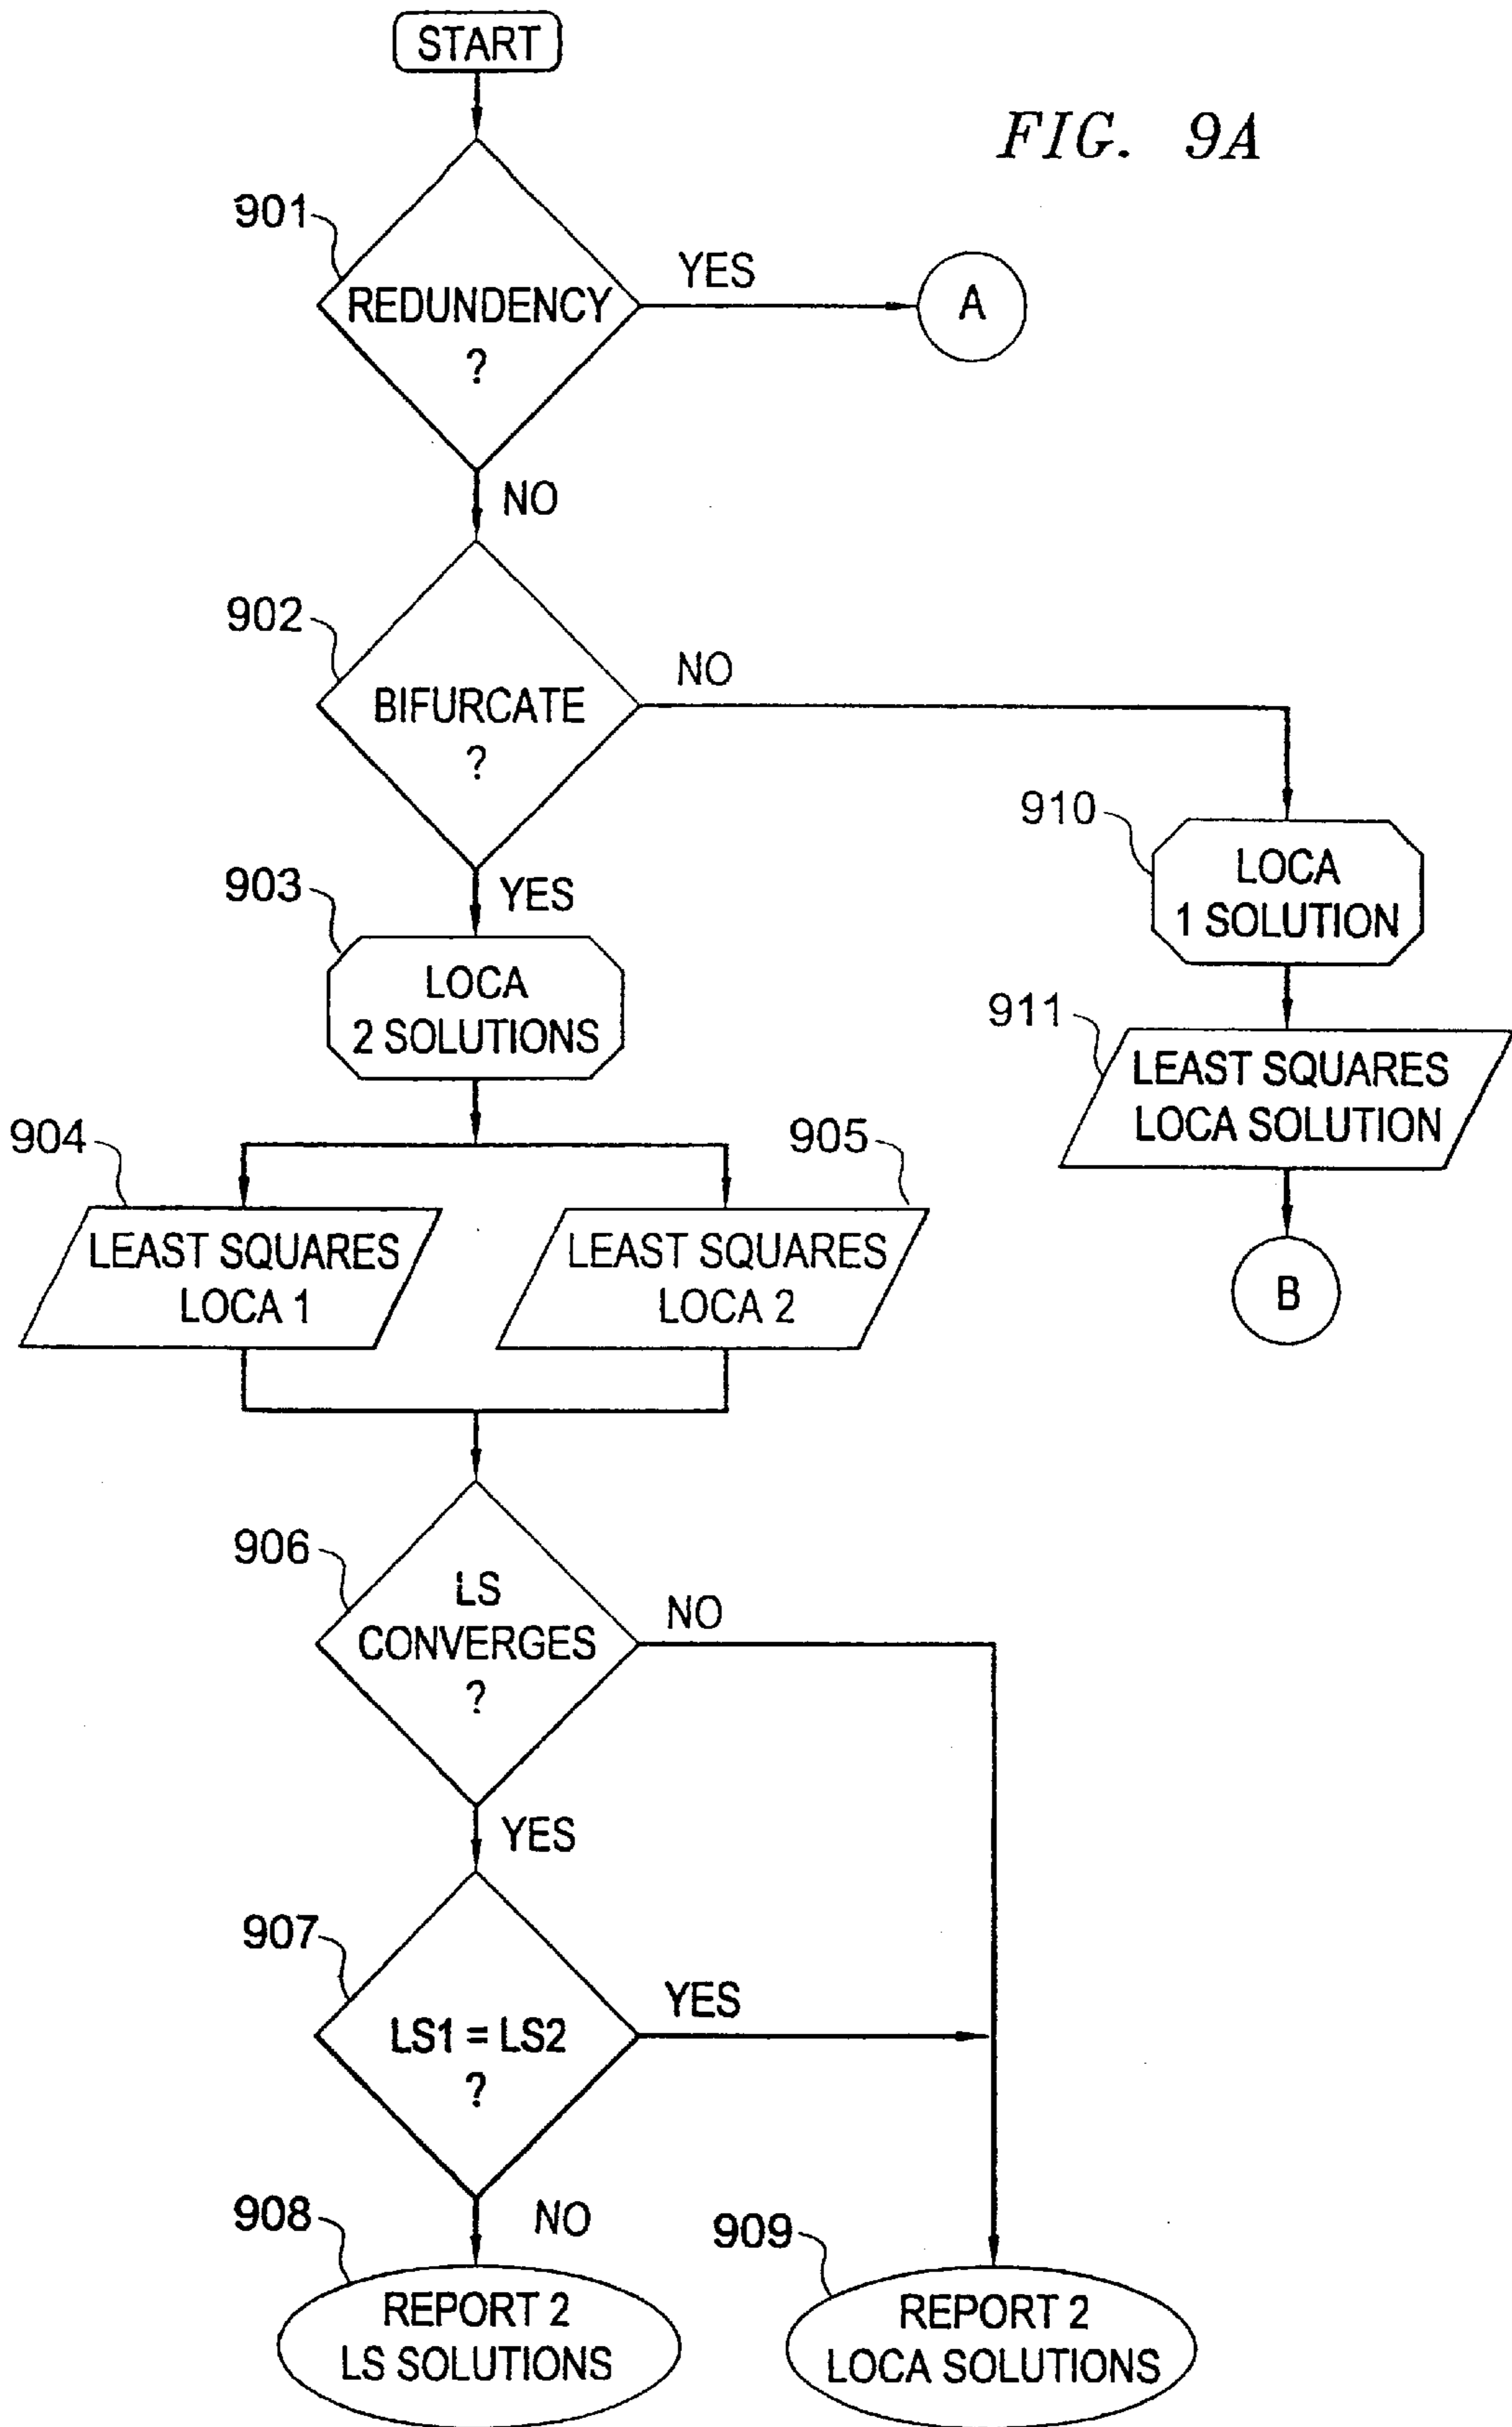 START
FIG. 9A
901
REDUNDENCY
?
YES
A
NO
902
BIFURCATE
?
NO
YES
910
LOCA
1 SOLUTION
903
LOCA
2 SOLUTIONS
911
LEAST SQUARES
LOCA SOLUTION
B
904
LEAST SQUARES
LOCA 1
905
LEAST SQUARES
LOCA 2
906
LS
CONVERGES
?
NO
YES
907
LS1 = LS2
?
YES
NO
908
REPORT 2
LS SOLUTIONS
909
REPORT 2
LOCA SOLUTIONS